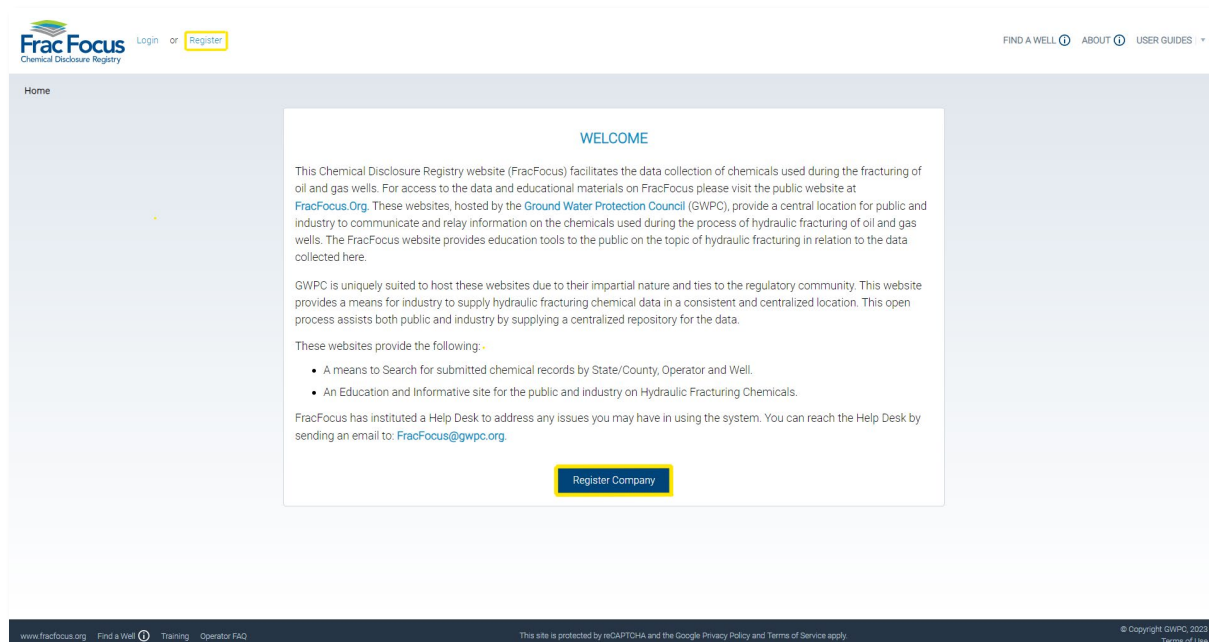 Frac Focus
Chemical Disclosure Registry
Login or Register
FIND A WELL ABOUT USER GUIDES
Home
WELCOME
This Chemical Disclosure Registry website (FracFocus) facilitates the data collection of chemicals used during the fracturing of
oil and gas wells. For access to the data and educational materials on FracFocus please visit the public website at
FracFocus.Org. These websites, hosted by the Ground Water Protection Council (GWPC), provide a central location for public and
industry to communicate and relay information on the chemicals used during the process of hydraulic fracturing of oil and gas
wells. The FracFocus website provides education tools to the public on the topic of hydraulic fracturing in relation to the data
collected here.
GWPC is uniquely suited to host these websites due to their impartial nature and ties to the regulatory community. This website
provides a means for industry to supply hydraulic fracturing chemical data in a consistent and centralized location. This open
process assists both public and industry by supplying a centralized repository for the data.
These websites provide the following:
• A means to Search for submitted chemical records by State/County, Operator and Well.
• An Education and Informative site for the public and industry on Hydraulic Fracturing Chemicals.
FracFocus has instituted a Help Desk to address any issues you may have in using the system. You can reach the Help Desk by
sending an email to: FracFocus@gwpc.org.
Register Company
www.fracfocus.org Find a Well Training Operator FAQ
This site is protected by reCAPTCHA and the Google Privacy Policy and Terms of Service apply.
© Copyright GWPC, 2023
Terms of Use